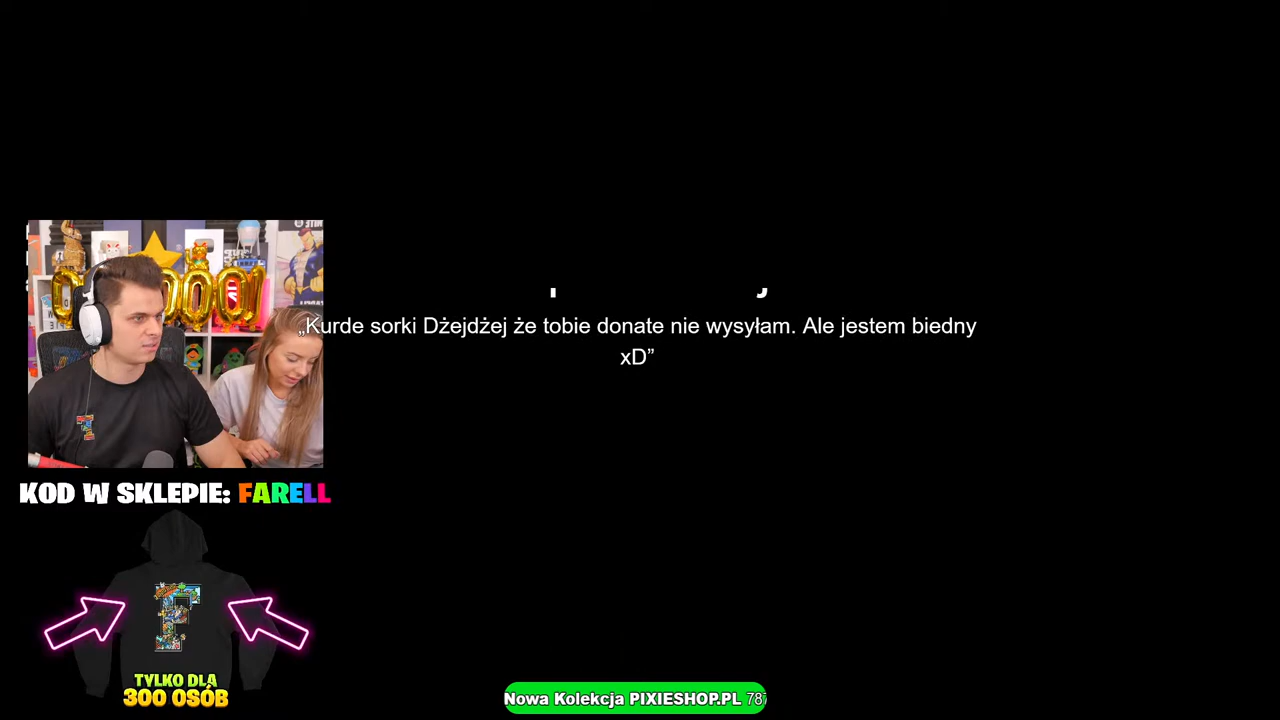 „Kurde sorki Dżejdżej że tobie donate nie wysyłam. Ale jestem biedny
xD”
KOD W SKLEPIE: FARELL
TYLKO DLA
300 OSÓB
Nowa Kolekcja PIXIESHOP.PL 787